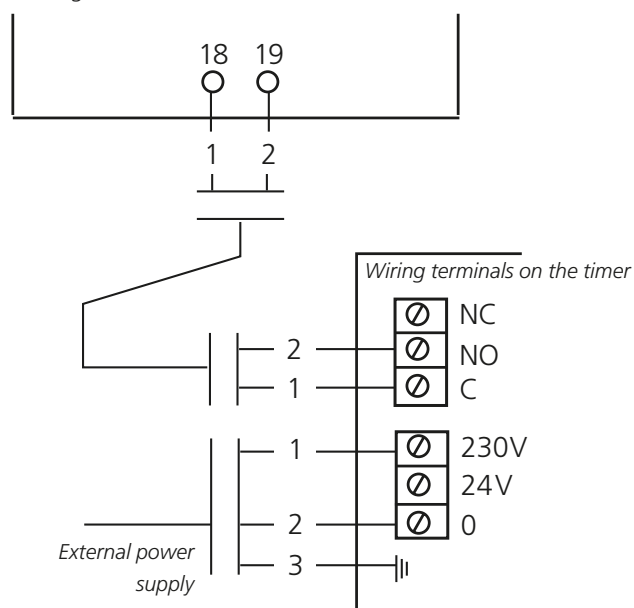 18 19
1 2
Wiring terminals on the timer
NC
2 NO
1 C
1 230V
24V
2 0
External power
supply
3